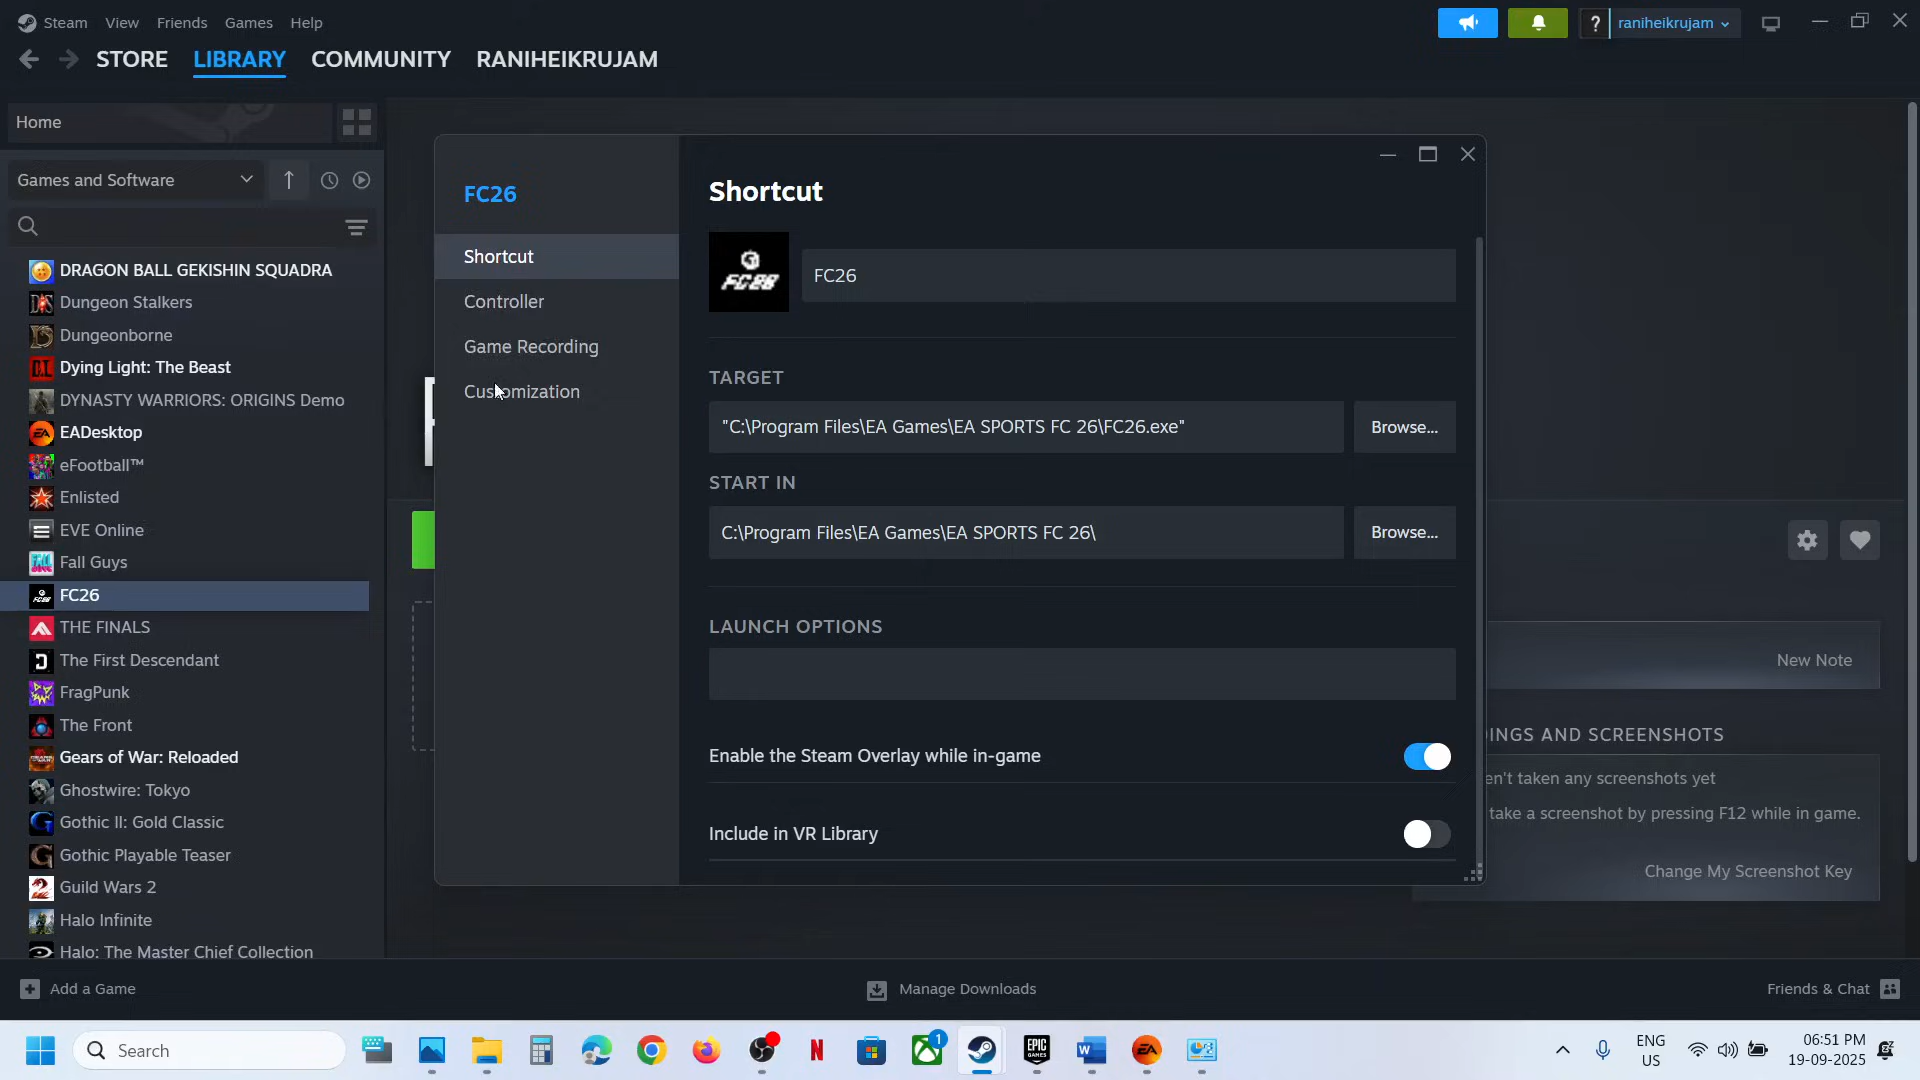 Steam View Friends Games Help
raniheikrujam
STORE LIBRARY COMMUNITY RANIHEIKRUJAM
Home
Games and Software
DRAGON BALL GEKISHIN SQUADRA
Dungeon Stalkers
Dungeonborne
Dying Light: The Beast
DYNASTY WARRIORS: ORIGINS Demo
EADesktop
eFootball™
Enlisted
EVE Online
Fall Guys
FC26
THE FINALS
The First Descendant
FragPunk
The Front
Gears of War: Reloaded
Ghostwire: Tokyo
Gothic II: Gold Classic
Gothic Playable Teaser
Guild Wars 2
Halo Infinite
Halo: The Master Chief Collection
FC26
Shortcut
Controller
Game Recording
Customization
Shortcut
FC26
FC26
TARGET
"C:\Program Files\EA Games\EA SPORTS FC 26\FC26.exe"
Browse...
START IN
C:\Program Files\EA Games\EA SPORTS FC 26\
Browse...
LAUNCH OPTIONS
Enable the Steam Overlay while in-game
Include in VR Library
New Note
INGS AND SCREENSHOTS
en't taken any screenshots yet
take a screenshot by pressing F12 while in game.
Change My Screenshot Key
Add a Game
Manage Downloads
Friends & Chat
Search
1
ENG
US
06:51 PM
19-09-2025